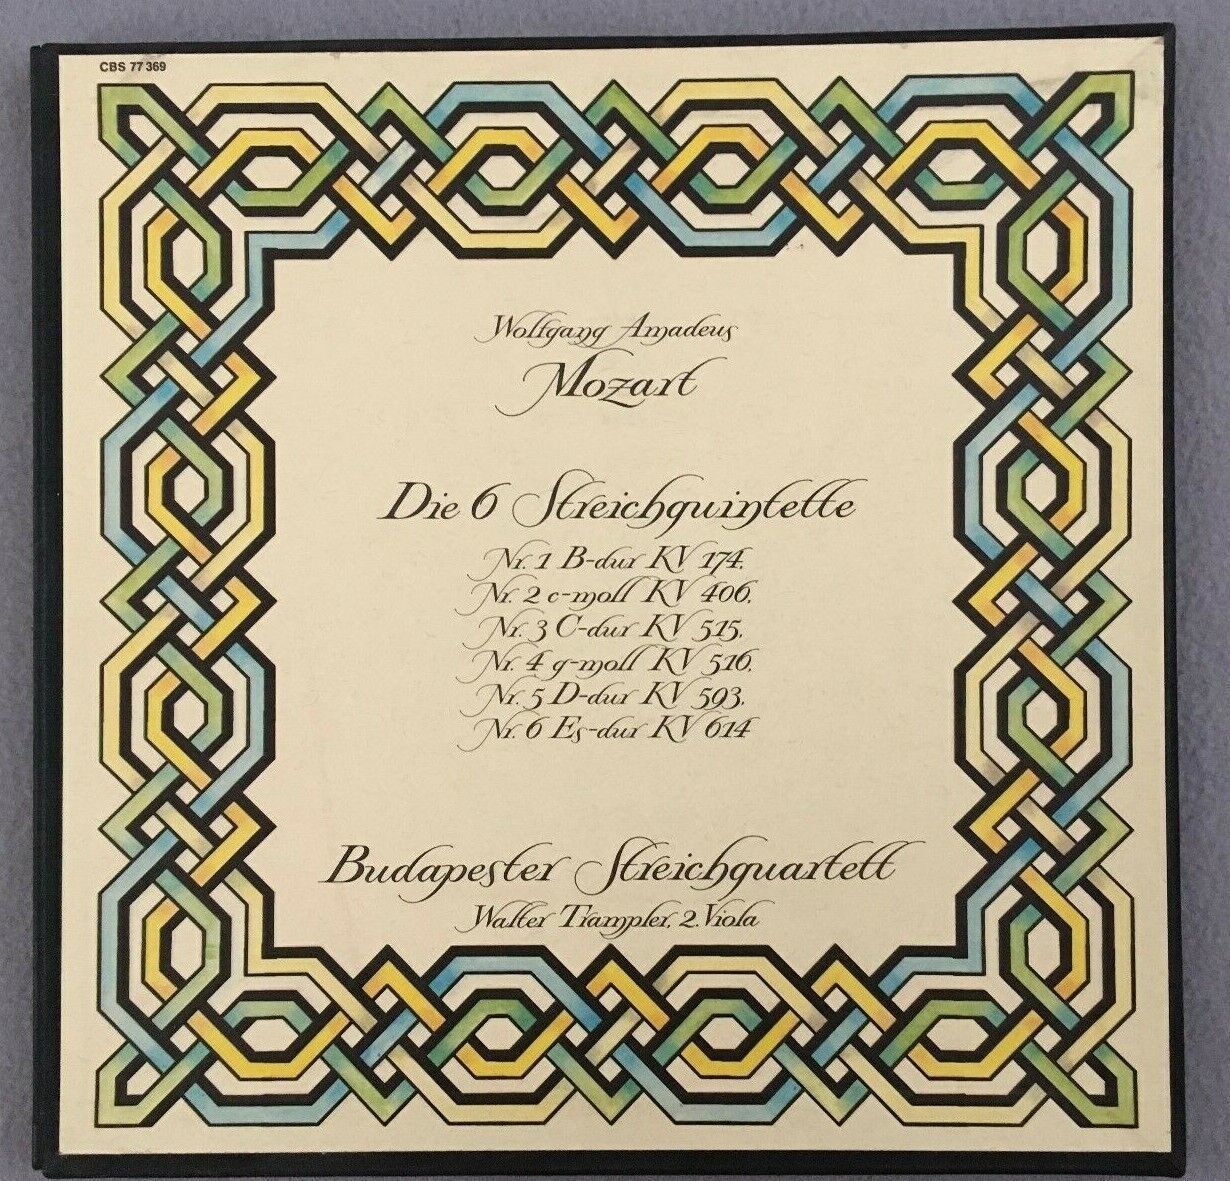 CBS 77 369
Wolfgang Amadeus
Mozart
Die 6 Streichquintette
Nr. 1 B-dur KV 174,
Nr. 2 c-moll KV 406,
Nr. 3 C-dur KV 515,
Nr. 4 g-moll KV 516,
Nr. 5 D-dur KV 593,
Nr. 6 Es-dur KV 614
Budapester Streichquartett
Walter Trampler, 2. Viola